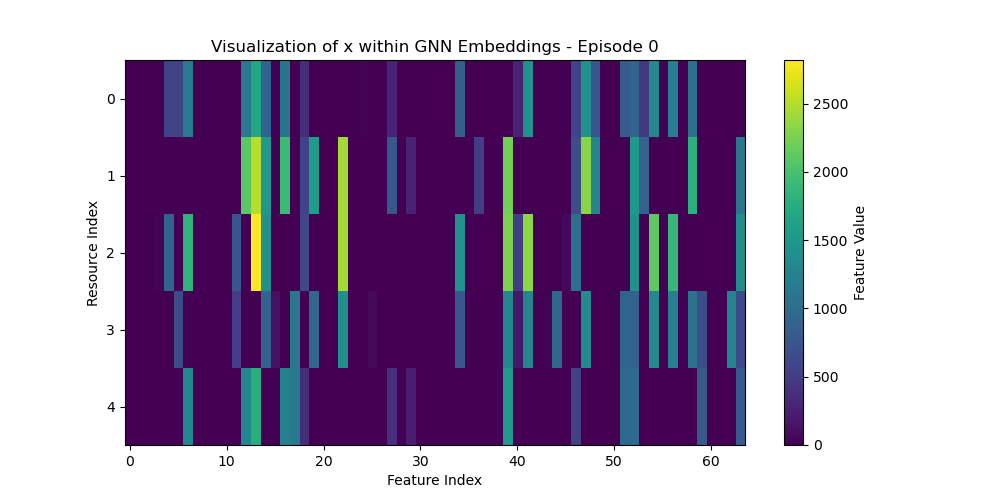 Visualization of x within GNN Embeddings - Episode 0
Resource Index
0
1
2
3
4
0 10 20 30 40 50 60
Feature Index
2500
2000
1500
1000
500
0
Feature Value